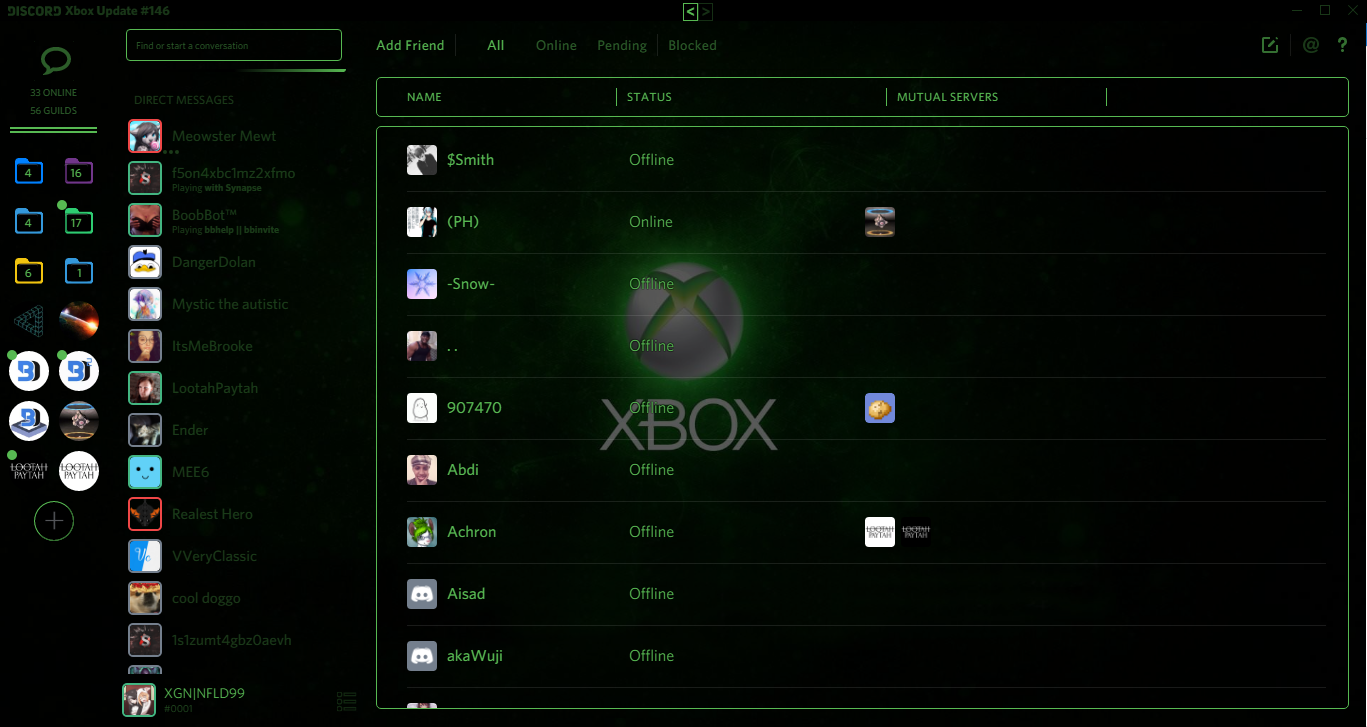 DISCORD Xbox Update #146
< >
33 ONLINE
56 GUILDS
4
16
4
17
6
1
LOOTAH PAYTAH
LOOTAH PAYTAH
Find or start a conversation
DIRECT MESSAGES
Meowster Mewt
f5on4xbc1mz2xfmo
Playing with Synapse
BoobBot™
Playing bbhelp || bbinvite
DangerDolan
Mystic the autistic
ItsMeBrooke
LootahPaytah
Ender
MEE6
Realest Hero
VVeryClassic
cool doggo
1s1zumt4gbz0aevh
XGN|NFLD99
#0001
Add Friend All Online Pending Blocked
@ ?
NAME STATUS MUTUAL SERVERS
$Smith Offline
(PH) Online
-Snow- Offline
. . Offline
907470 Offline
XBOX
Abdi Offline
Achron Offline LOOTAH PAYTAH LOOTAH PAYTAH
Aisad Offline
akaWuji Offline